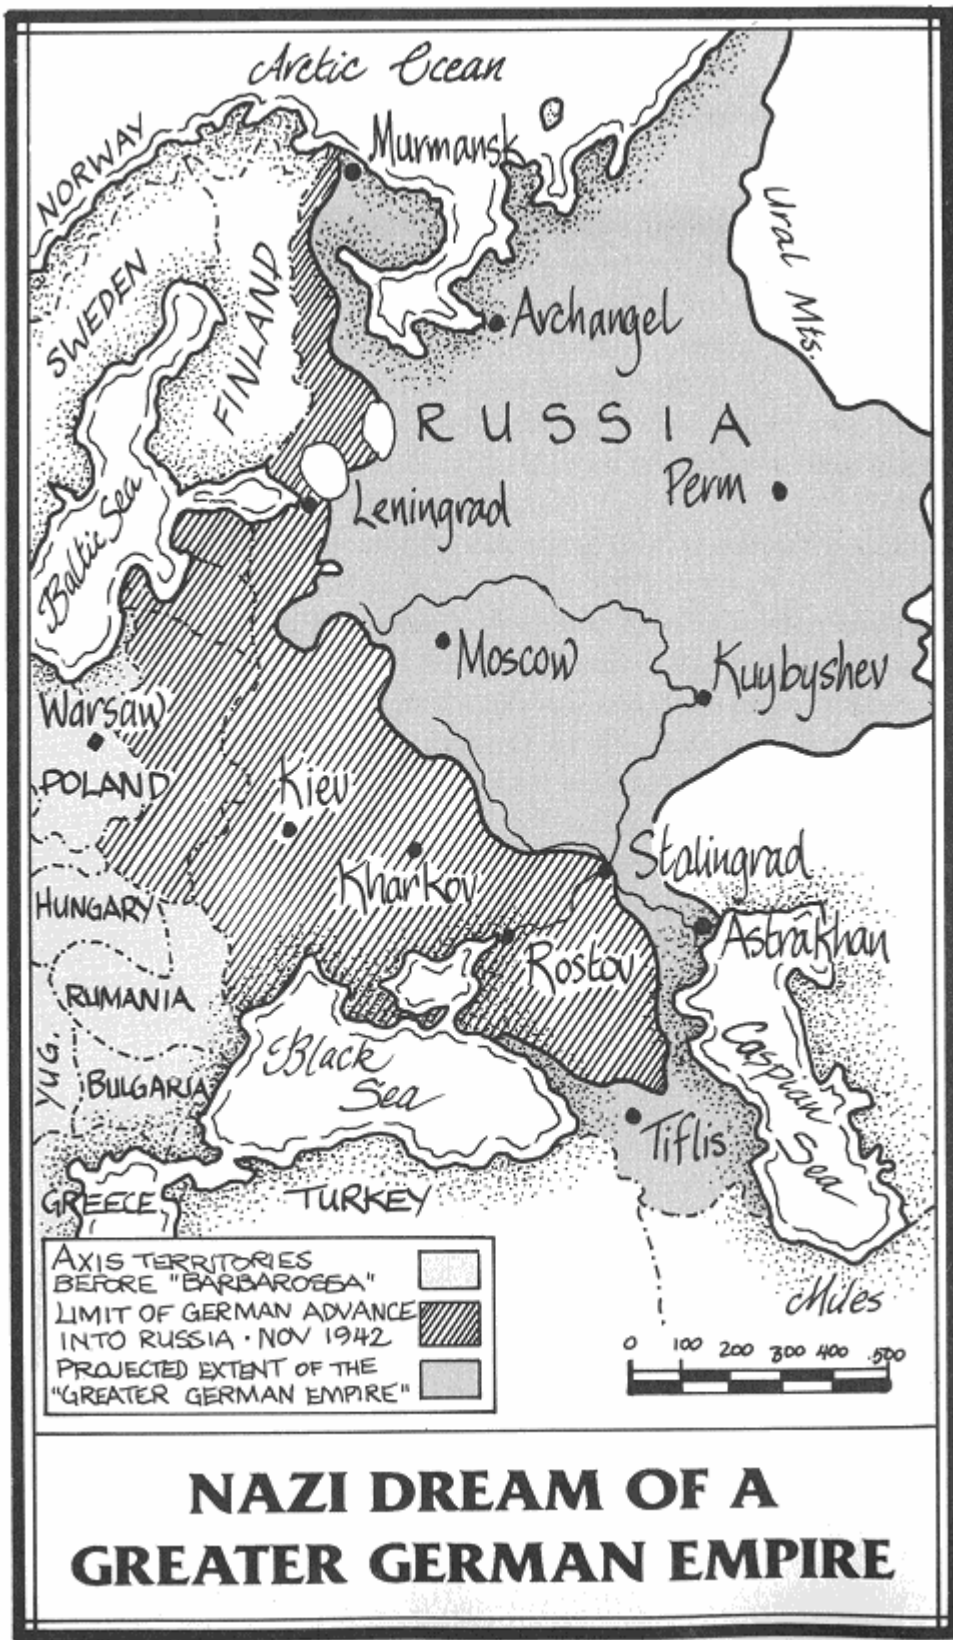 Arctic Ocean
Murmansk
NORWAY
Ural Mts.
SWEDEN
FINLAND
Archangel
RUSSIA
Perm
Leningrad
Baltic Sea
Moscow
Kuybyshev
Warsaw
POLAND
Kiev
Kharkov
Stalingrad
HUNGARY
Astrakhan
Rostov
RUMANIA
Black
Sea
Caspian
Sea
YUG.
BULGARIA
Tiflis
GREECE
TURKEY
AXIS TERRITORIES
BEFORE "BARBAROSSA"
LIMIT OF GERMAN ADVANCE
INTO RUSSIA · NOV 1942
PROJECTED EXTENT OF THE
"GREATER GERMAN EMPIRE"
Miles
0 100 200 300 400 500
NAZI DREAM OF A
GREATER GERMAN EMPIRE